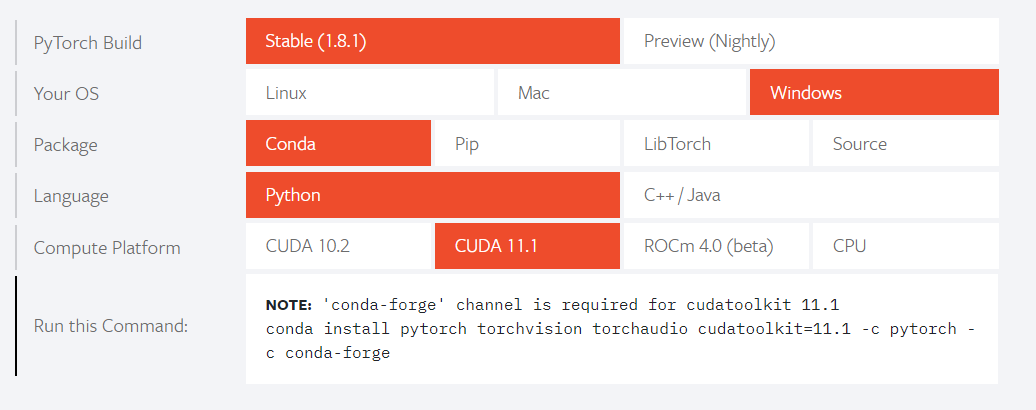 PyTorch Build
Stable (1.8.1)
Preview (Nightly)
Your OS
Linux
Mac
Windows
Package
Conda
Pip
LibTorch
Source
Language
Python
C++ / Java
Compute Platform
CUDA 10.2
CUDA 11.1
ROCm 4.0 (beta)
CPU
Run this Command:
NOTE: 'conda-forge' channel is required for cudatoolkit 11.1
conda install pytorch torchvision torchaudio cudatoolkit=11.1 -c pytorch -
c conda-forge